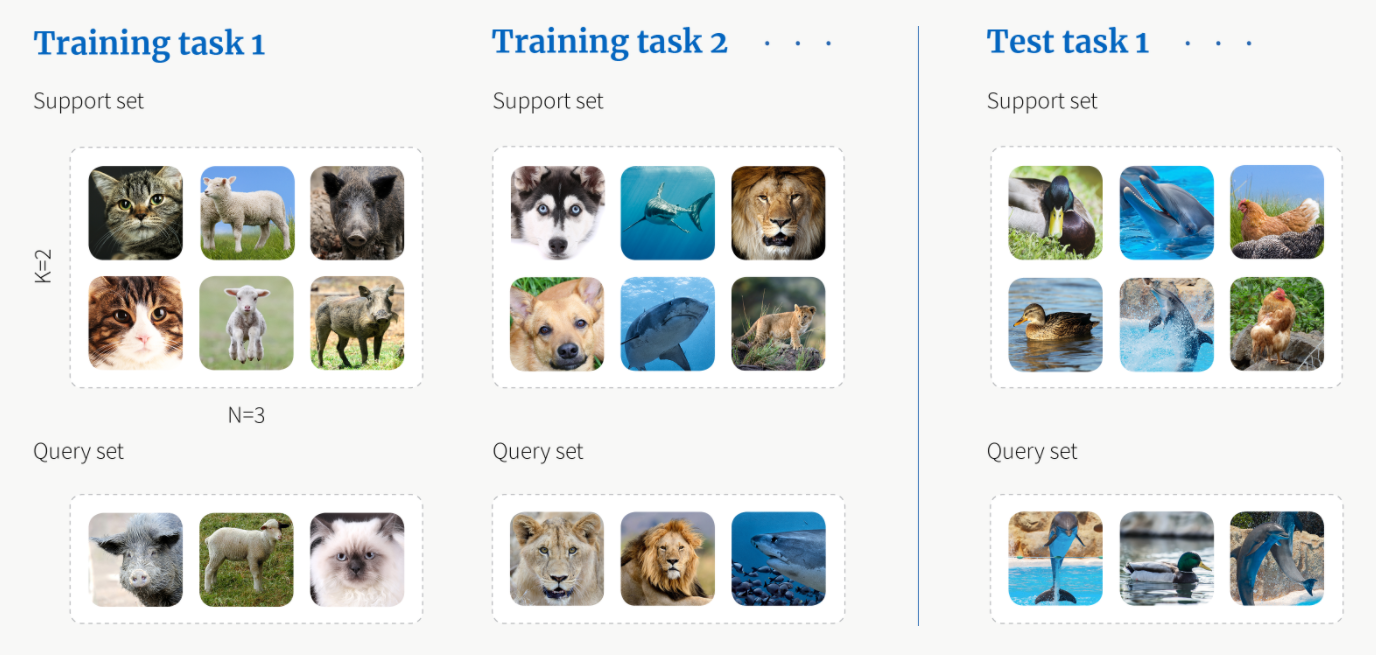 Training task 1
Support set
K=2
N=3
Query set
Training task 2 . . .
Support set
Query set
Test task 1 . . .
Support set
Query set